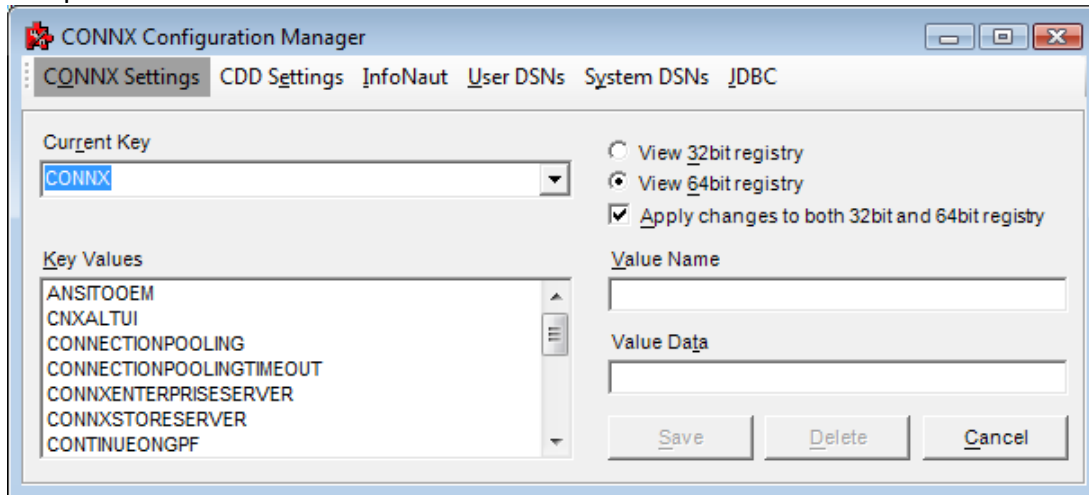 CONNX Configuration Manager
CONNX Settings CDD Settings InfoNaut User DSNs System DSNs JDBC
Current Key
CONNX
View 32bit registry
View 64bit registry
Apply changes to both 32bit and 64bit registry
Key Values
ANSITOOEM
CNXALTUI
CONNECTIONPOOLING
CONNECTIONPOOLINGTIMEOUT
CONNXENTERPRISESERVER
CONNXSTORESERVER
CONTINUEONGPF
Value Name
Value Data
Save Delete Cancel